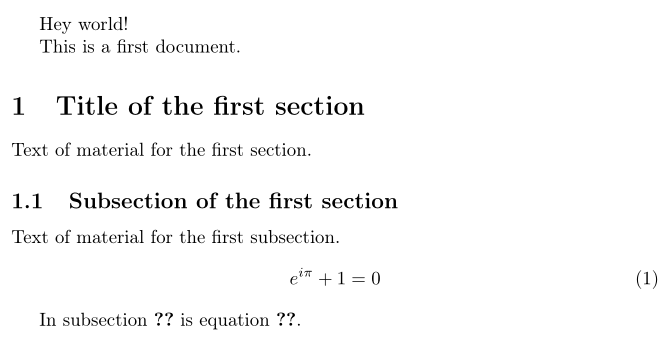 Hey world!
This is a first document.
1 Title of the first section
Text of material for the first section.
1.1 Subsection of the first section
Text of material for the first subsection.
e^{iπ} + 1 = 0 (1)
In subsection ?? is equation ??.